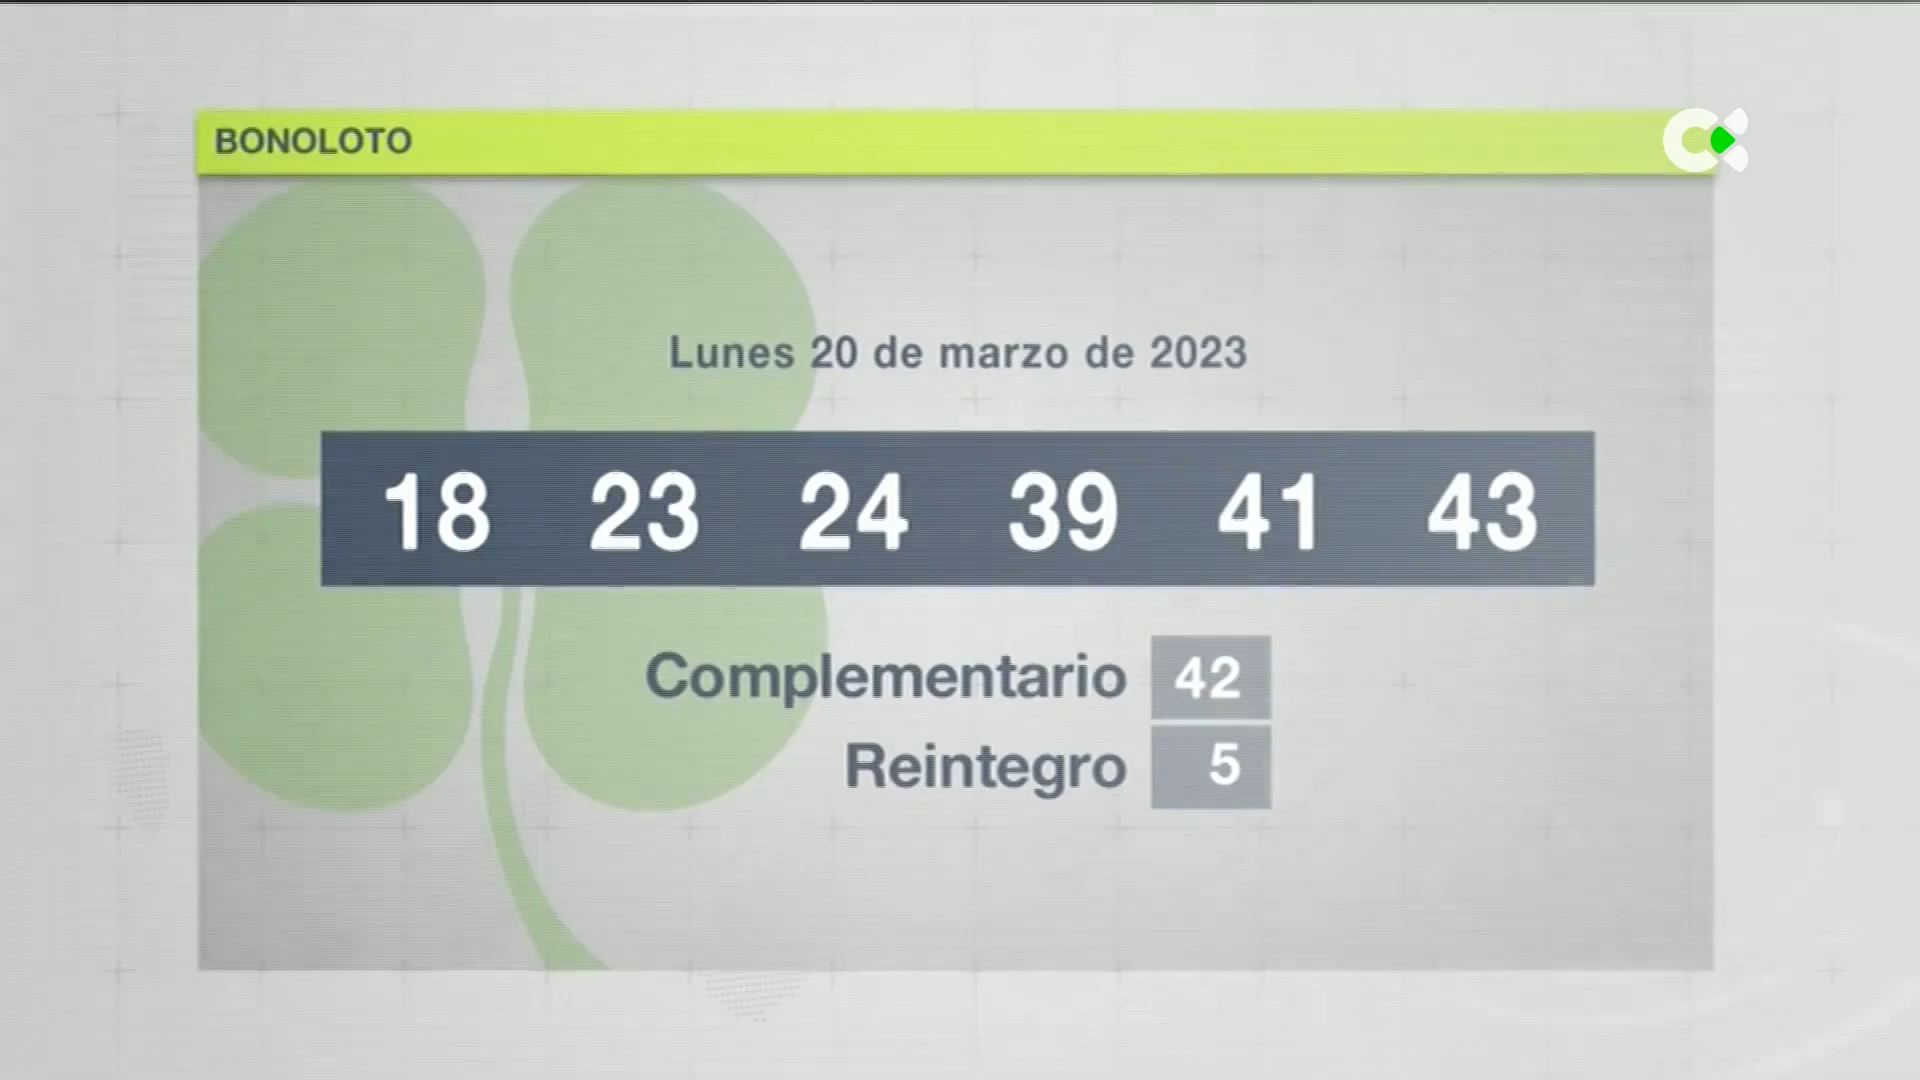 BONOLOTO
Lunes 20 de marzo de 2023
18 23 24 39 41 43
Complementario 42
Reintegro 5